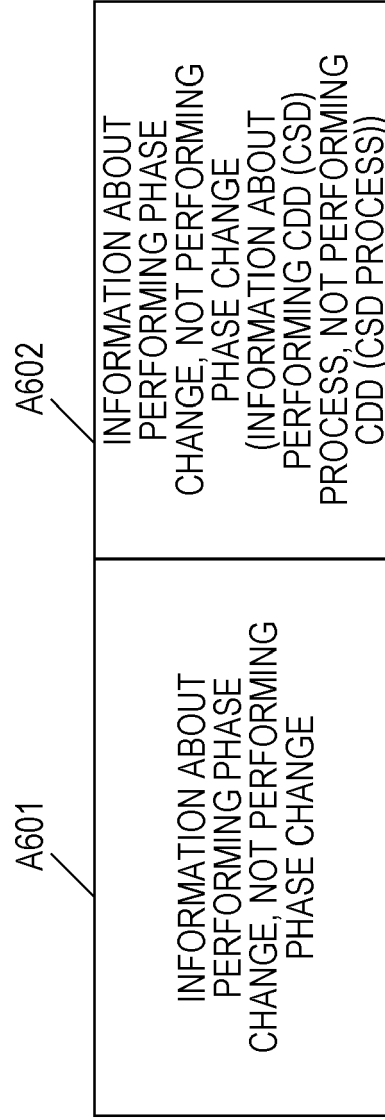 A601
INFORMATION ABOUT
PERFORMING PHASE
CHANGE, NOT PERFORMING
PHASE CHANGE
A602
INFORMATION ABOUT
PERFORMING PHASE
CHANGE, NOT PERFORMING
PHASE CHANGE
(INFORMATION ABOUT
PERFORMING CDD (CSD)
PROCESS, NOT PERFORMING
CDD (CSD PROCESS))